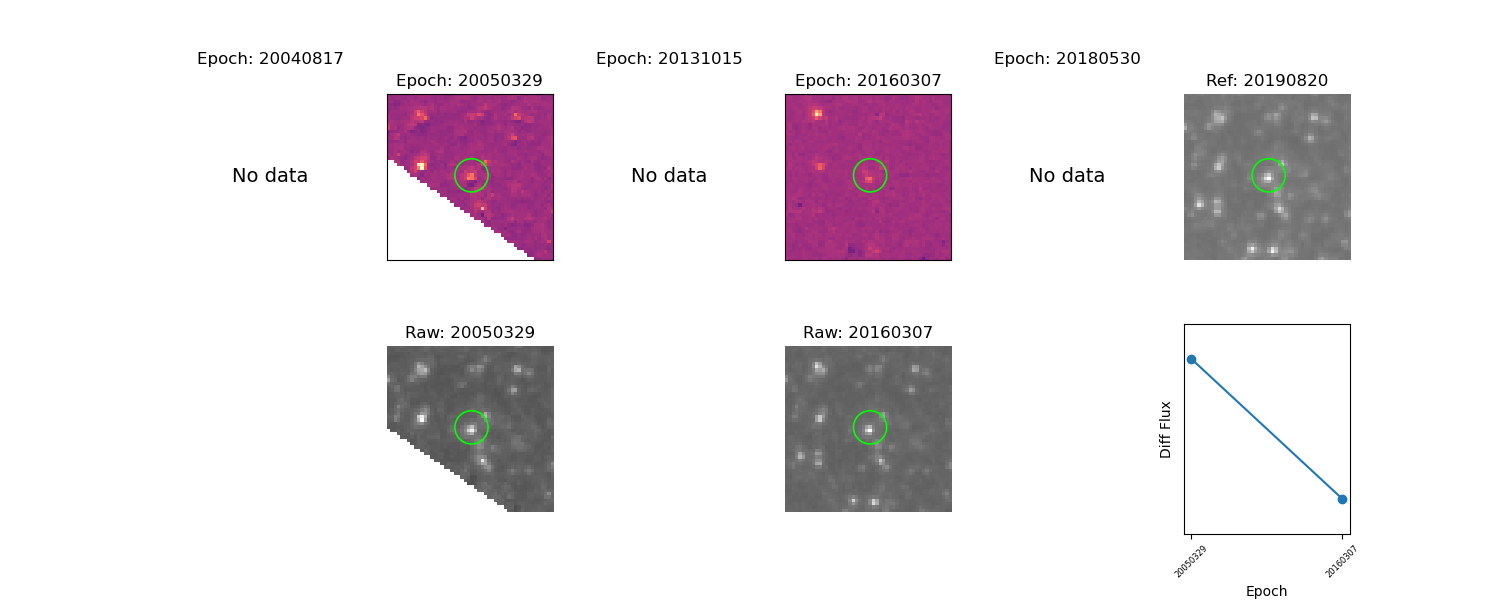 Epoch: 20040817
No data
Epoch: 20050329
Epoch: 20131015
No data
Epoch: 20160307
Epoch: 20180530
No data
Ref: 20190820
Raw: 20050329
Raw: 20160307
Diff Flux
20050329
20160307
Epoch